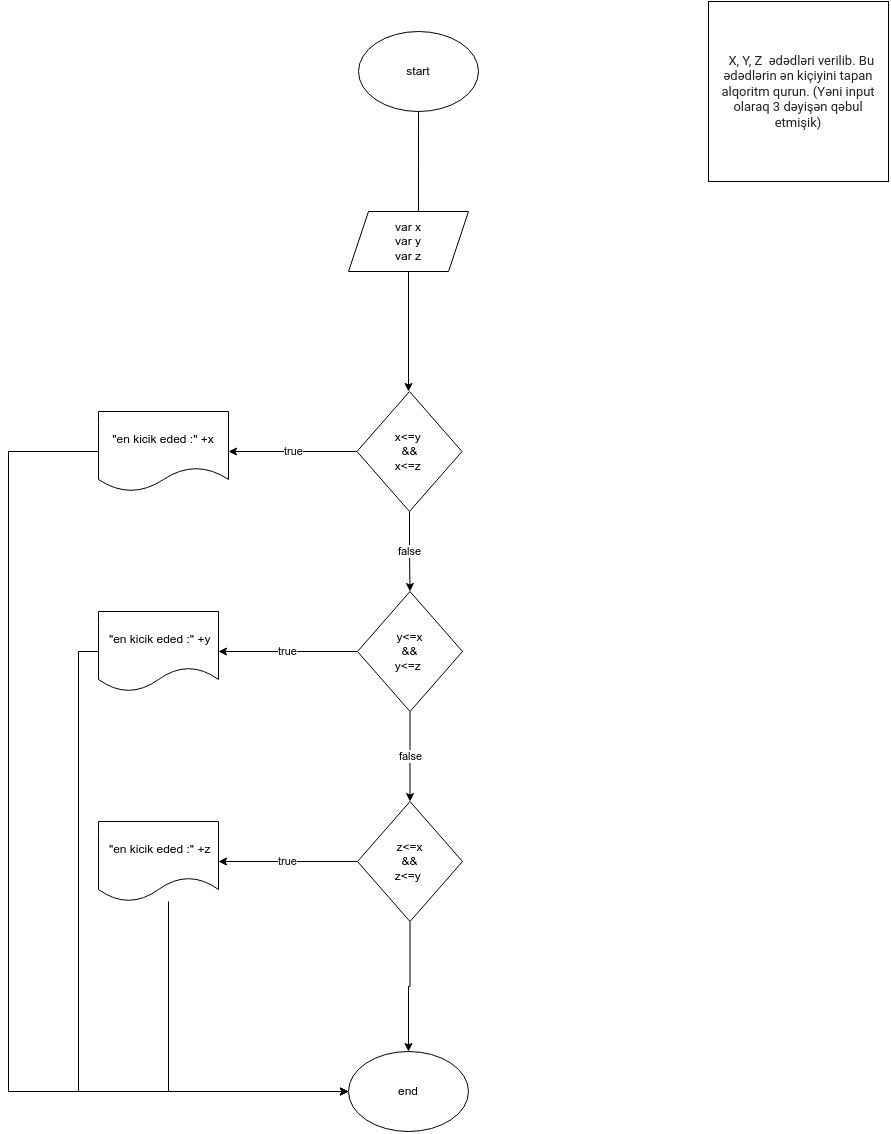 start
X, Y, Z  ədədləri verilib. Bu
ədədlərin ən kiçiyini tapan
alqoritm qurun. (Yəni input
olaraq 3 dəyişən qəbul
etmişik)
var x
var y
var z
x<=y
&&
x<=z
true
"en kicik eded :" +x
false
y<=x
&&
y<=z
true
"en kicik eded :" +y
false
z<=x
&&
z<=y
true
"en kicik eded :" +z
end